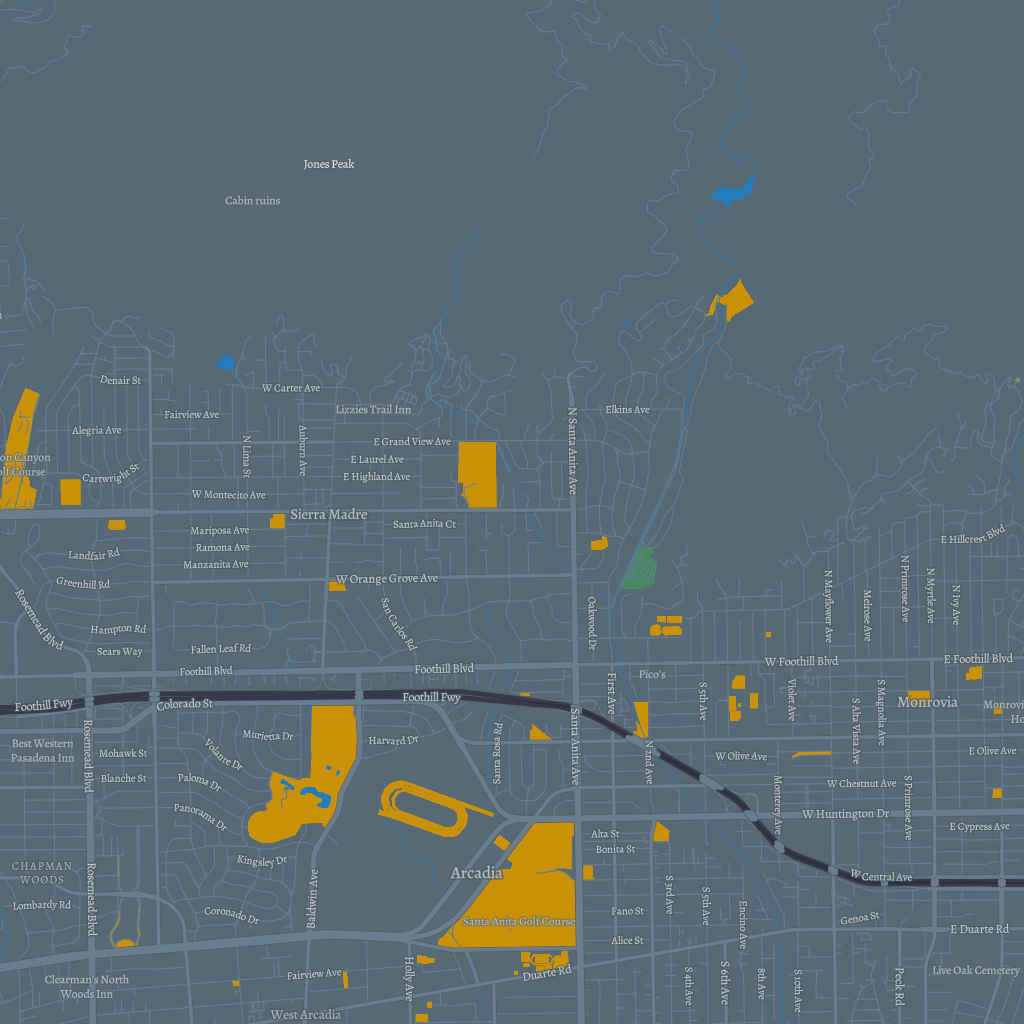 Jones Peak
Cabin ruins
Denair St
W Carter Ave
Lizzies Trail Inn
Elkins Ave
Fairview Ave
Alegria Ave
N Lima St
Auburn Ave
E Grand View Ave
E Laurel Ave
E Highland Ave
N Santa Anita Ave
on Canyon
olf Course
Cartwright St
W Montecito Ave
Sierra Madre
Mariposa Ave
Santa Anita Ct
Ramona Ave
Manzanita Ave
Landfair Rd
Greenhill Rd
W Orange Grove Ave
E Hillcrest Blvd
N Primrose Ave
N Myrtle Ave
N Ivy Ave
N Mayflower Ave
Melrose Ave
Rosemead Blvd
Hampton Rd
Sears Way
San Carlos Rd
Oakwood Dr
Fallen Leaf Rd
Foothill Blvd
Foothill Blvd
W Foothill Blvd
E Foothill Blvd
Pico's
First Ave
S 5th Ave
Violet Ave
S Magnolia Ave
S Alta Vista Ave
Monrovia
Monrovi
Ho
Foothill Fwy
Colorado St
Foothill Fwy
Rosemead Blvd
Best Western
Pasadena Inn
Mohawk St
Blanche St
Murietta Dr
Volante Dr
Paloma Dr
Panorama Dr
Harvard Dr
Santa Rosa Rd
Santa Anita Ave
N 2nd Ave
W Olive Ave
E Olive Ave
W Chestnut Ave
Monterey Ave
W Huntington Dr
S Primrose Ave
E Cypress Ave
Kingsley Dr
Alta St
Bonita St
Arcadia
CHAPMAN
WOODS
Rosemead Blvd
Baldwin Ave
W Central Ave
Lombardy Rd
Coronado Dr
Santa Anita Golf Course
Fano St
Alice St
S 3rd Ave
S 5th Ave
Encino Ave
Genoa St
E Duarte Rd
Clearman's North
Woods Inn
Fairview Ave
Holly Ave
Duarte Rd
S 4th Ave
S 6th Ave
8th Ave
S 10th Ave
Peck Rd
Live Oak Cemetery
West Arcadia